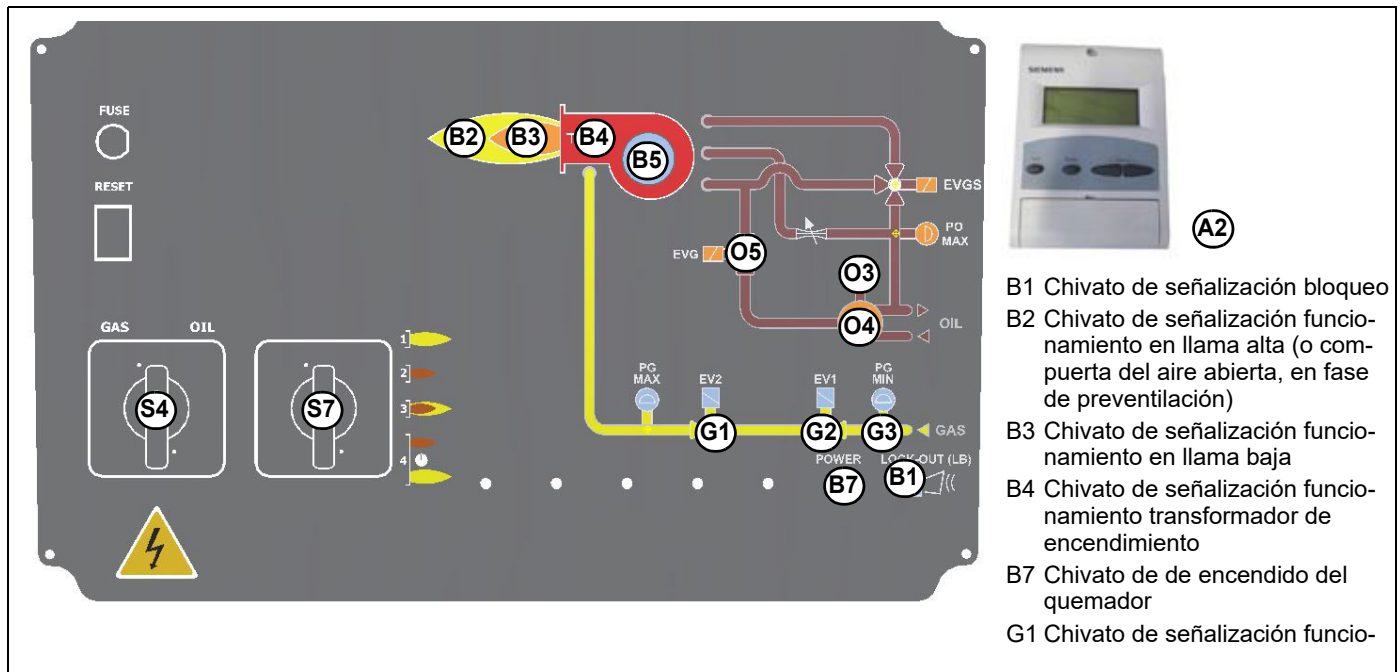 FUSE
RESET
GAS OIL
S4
S7
1
2
3
4
B2
B3
B4
B5
EVGS
PO
MAX
EVG
O5
O3
O4
OIL
PG
MAX
EV2
EV1
PG
MIN
G1
G2
G3
GAS
POWER
LOCK-OUT (LB)
B7
B1
SIEMENS
A2
B1 Chivato de señalización bloqueo
B2 Chivato de señalización funcio-
namiento en llama alta (o com-
puerta del aire abierta, en fase
de preventilación)
B3 Chivato de señalización funcio-
namiento en llama baja
B4 Chivato de señalización funcio-
namiento transformador de
encendimiento
B7 Chivato de de encendido del
quemador
G1 Chivato de señalización funcio-